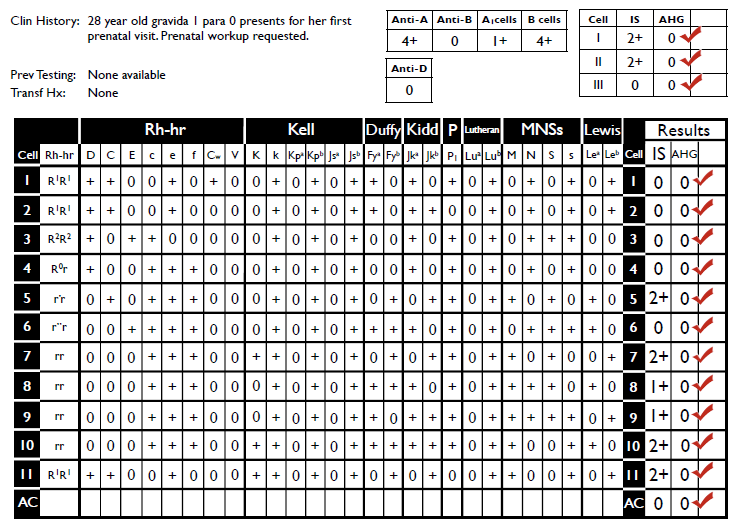 Clin History: 28 year old gravida 1 para 0 presents for her first
prenatal visit. Prenatal workup requested.
Prev Testing: None available
Transf Hx: None
Anti-A Anti-B A₁cells B cells
4+ 0 1+ 4+
Anti-D
0
Cell IS AHG
I 2+ 0 ✓
II 2+ 0 ✓
III 0 0 ✓
Rh-hr Kell Duffy Kidd P Lutheran MNSs Lewis Results
Cell Rh-hr D C E c e f Cw V K k Kpᵃ Kpᵇ Jsᵃ Jsᵇ Fyᵃ Fyᵇ Jkᵃ Jkᵇ P₁ Luᵃ Luᵇ M N S s Leᵃ Leᵇ Cell IS AHG
1 R¹R¹ + + 0 0 + 0 + 0 0 + 0 + 0 + + 0 + 0 + 0 + 0 + 0 + 0 + 1 0 0 ✓
2 R¹R¹ + + 0 0 + 0 0 0 0 + 0 + 0 + + 0 + + 0 0 + 0 + 0 + 0 + 2 0 0 ✓
3 R²R² + 0 + + 0 0 0 0 0 + 0 + 0 + 0 0 + 0 + 0 + 0 + + + 0 0 3 0 0 ✓
4 R⁰r + 0 0 + + + 0 0 0 + 0 + 0 + 0 0 + 0 + 0 + 0 + 0 + 0 0 4 0 0 ✓
5 r'r 0 + 0 + + + 0 0 0 + 0 + 0 + 0 + + 0 + 0 + + 0 + 0 + 0 5 2+ 0 ✓
6 r"r 0 0 + + + + 0 0 0 + 0 + 0 + + + + 0 + 0 + 0 + + + + 0 6 0 0 ✓
7 rr 0 0 0 + + + 0 0 + + 0 + 0 + 0 + 0 + + 0 + + 0 + 0 0 + 7 2+ 0 ✓
8 rr 0 0 0 + + + 0 0 0 + 0 + 0 + + + + 0 + 0 + + + + + + 0 8 1+ 0 ✓
9 rr 0 0 0 + + + 0 0 0 + 0 + 0 + + 0 + + + 0 + + + + + 0 + 9 1+ 0 ✓
10 rr 0 0 0 + + + 0 0 + + 0 + 0 + + 0 + + + 0 + + 0 0 + + 0 10 2+ 0 ✓
11 R¹R¹ + + 0 0 + 0 0 0 + + 0 + 0 + 0 + 0 + 0 0 + + 0 + + 0 + 11 2+ 0 ✓
AC AC 0 0 ✓